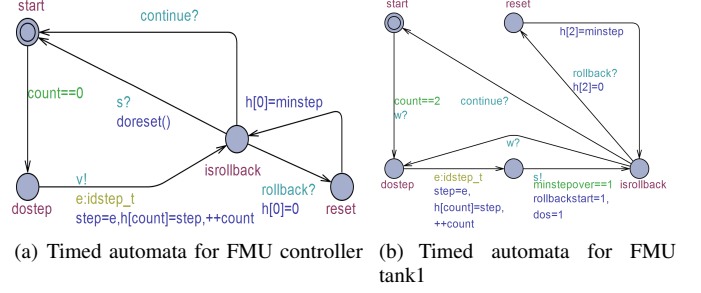 start
continue?
count==0
s?
doreset()
h[0]=minstep
isrollback
v!
e:idstep_t
step=e,h[count]=step,++count
dostep
rollback?
h[0]=0
reset
(a) Timed automata for FMU controller
start
reset
h[2]=minstep
rollback?
h[2]=0
count==2
w?
continue?
w?
dostep
e:idstep_t
step=e,
h[count]=step,
++count
s!
minstepover==1
rollbackstart=1,
dos=1
isrollback
(b) Timed automata for FMU
tank1